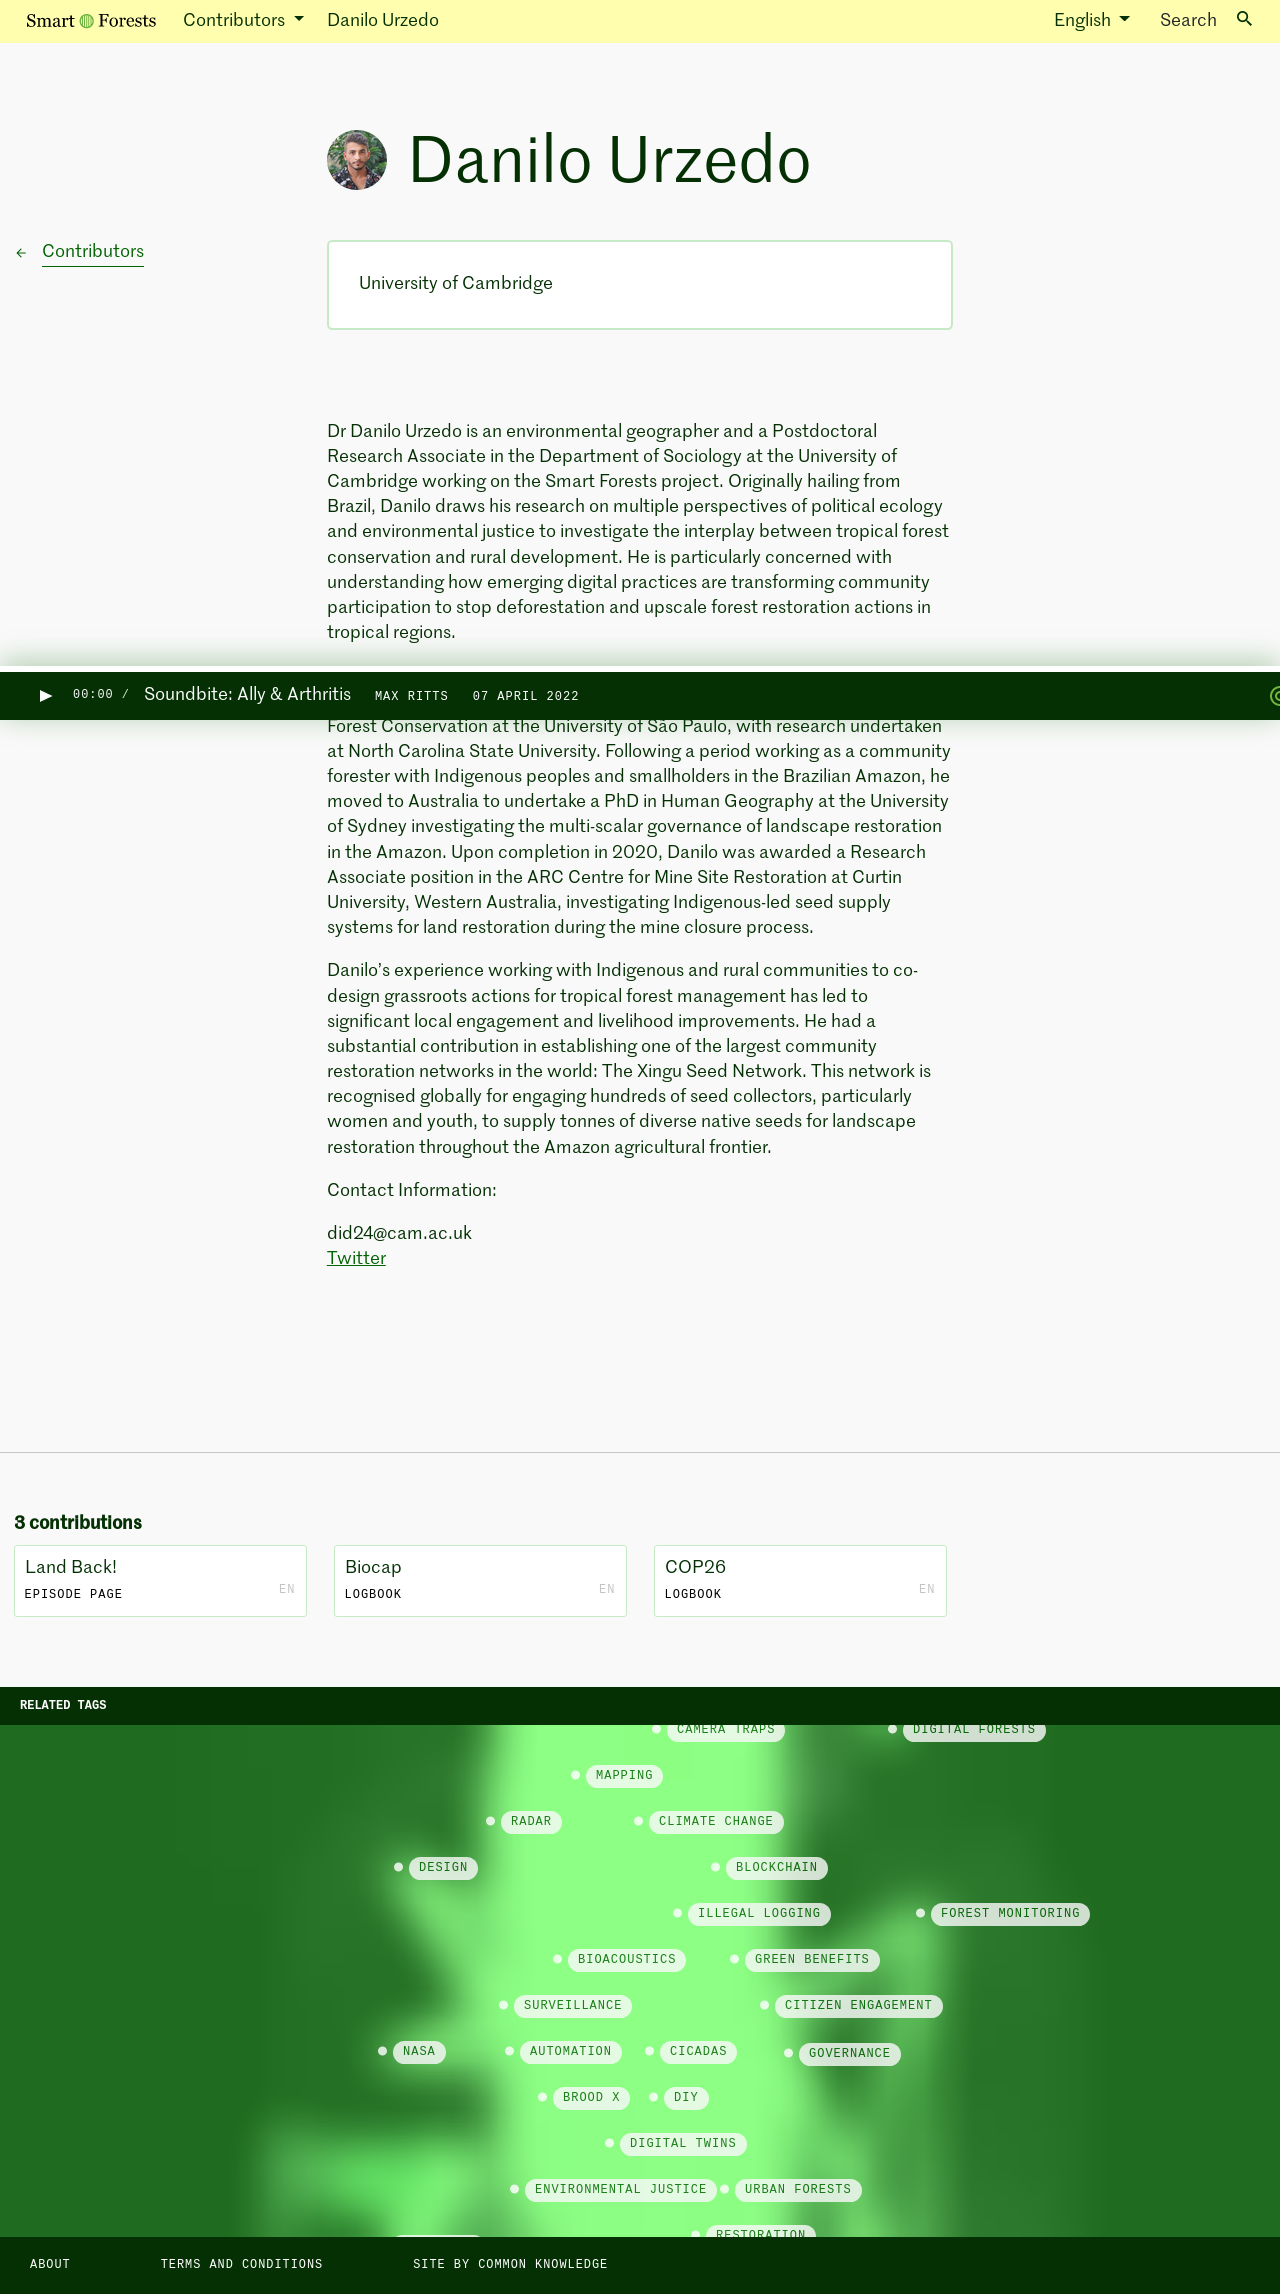 Smart Forests Contributors Danilo Urzedo English Search
Danilo Urzedo
← Contributors
University of Cambridge
Dr Danilo Urzedo is an environmental geographer and a Postdoctoral
Research Associate in the Department of Sociology at the University of
Cambridge working on the Smart Forests project. Originally hailing from
Brazil, Danilo draws his research on multiple perspectives of political ecology
and environmental justice to investigate the interplay between tropical forest
conservation and rural development. He is particularly concerned with
understanding how emerging digital practices are transforming community
participation to stop deforestation and upscale forest restoration actions in
tropical regions.
00:00 / Soundbite: Ally & Arthritis MAX RITTS 07 APRIL 2022
Forest Conservation at the University of São Paulo, with research undertaken
at North Carolina State University. Following a period working as a community
forester with Indigenous peoples and smallholders in the Brazilian Amazon, he
moved to Australia to undertake a PhD in Human Geography at the University
of Sydney investigating the multi-scalar governance of landscape restoration
in the Amazon. Upon completion in 2020, Danilo was awarded a Research
Associate position in the ARC Centre for Mine Site Restoration at Curtin
University, Western Australia, investigating Indigenous-led seed supply
systems for land restoration during the mine closure process.
Danilo’s experience working with Indigenous and rural communities to co-
design grassroots actions for tropical forest management has led to
significant local engagement and livelihood improvements. He had a
substantial contribution in establishing one of the largest community
restoration networks in the world: The Xingu Seed Network. This network is
recognised globally for engaging hundreds of seed collectors, particularly
women and youth, to supply tonnes of diverse native seeds for landscape
restoration throughout the Amazon agricultural frontier.
Contact Information:
did24@cam.ac.uk
Twitter
3 contributions
Land Back!
EPISODE PAGE EN
Biocap
LOGBOOK EN
COP26
LOGBOOK EN
RELATED TAGS
CAMERA TRAPS DIGITAL FORESTS
MAPPING
RADAR CLIMATE CHANGE
DESIGN BLOCKCHAIN
ILLEGAL LOGGING FOREST MONITORING
BIOACOUSTICS GREEN BENEFITS
SURVEILLANCE CITIZEN ENGAGEMENT
NASA AUTOMATION CICADAS GOVERNANCE
BROOD X DIY
DIGITAL TWINS
ENVIRONMENTAL JUSTICE URBAN FORESTS
RESTORATION
ABOUT TERMS AND CONDITIONS SITE BY COMMON KNOWLEDGE